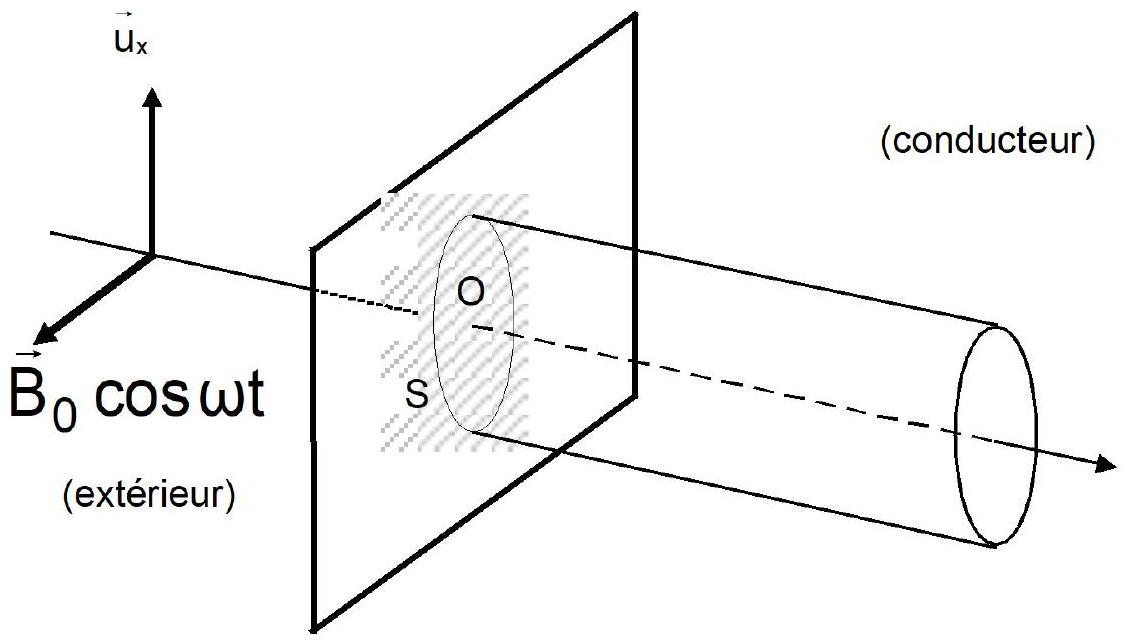 u⃗ₓ
(conducteur)
O
S
B⃗₀ cos ωt
(extérieur)